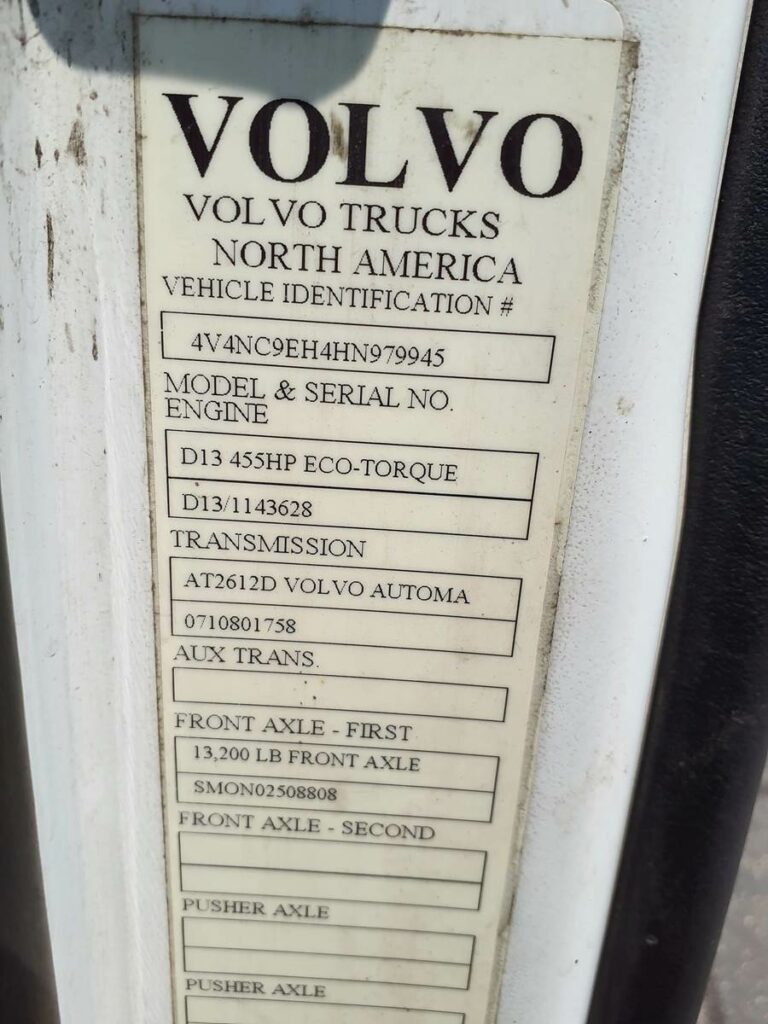 VOLVO
VOLVO TRUCKS
NORTH AMERICA
VEHICLE IDENTIFICATION #
4V4NC9EH4HN979945
MODEL & SERIAL NO.
ENGINE
D13 455HP ECO-TORQUE
D13/1143628
TRANSMISSION
AT2612D VOLVO AUTOMA
0710801758
AUX TRANS.
FRONT AXLE - FIRST
13,200 LB FRONT AXLE
SMON02508808
FRONT AXLE - SECOND
PUSHER AXLE
PUSHER AXLE